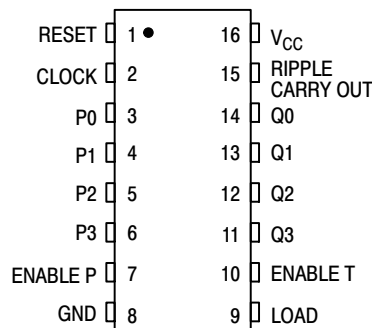 RESET 1 16 VCC
CLOCK 2 15 RIPPLE CARRY OUT
P0 3 14 Q0
P1 4 13 Q1
P2 5 12 Q2
P3 6 11 Q3
ENABLE P 7 10 ENABLE T
GND 8 9 LOAD